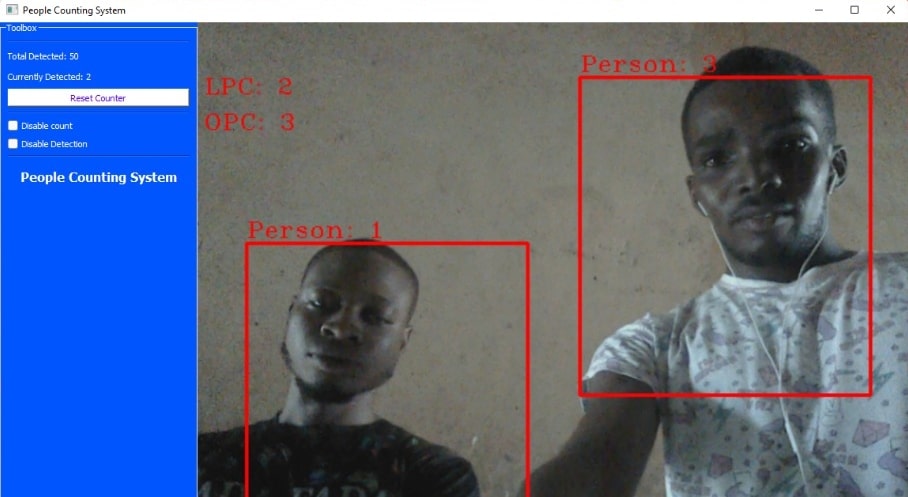 People Counting System
Toolbox
Total Detected: 50
Currently Detected: 2
Reset Counter
Disable count
Disable Detection
People Counting System
LPC: 2
OPC: 3
Person: 3
Person: 1